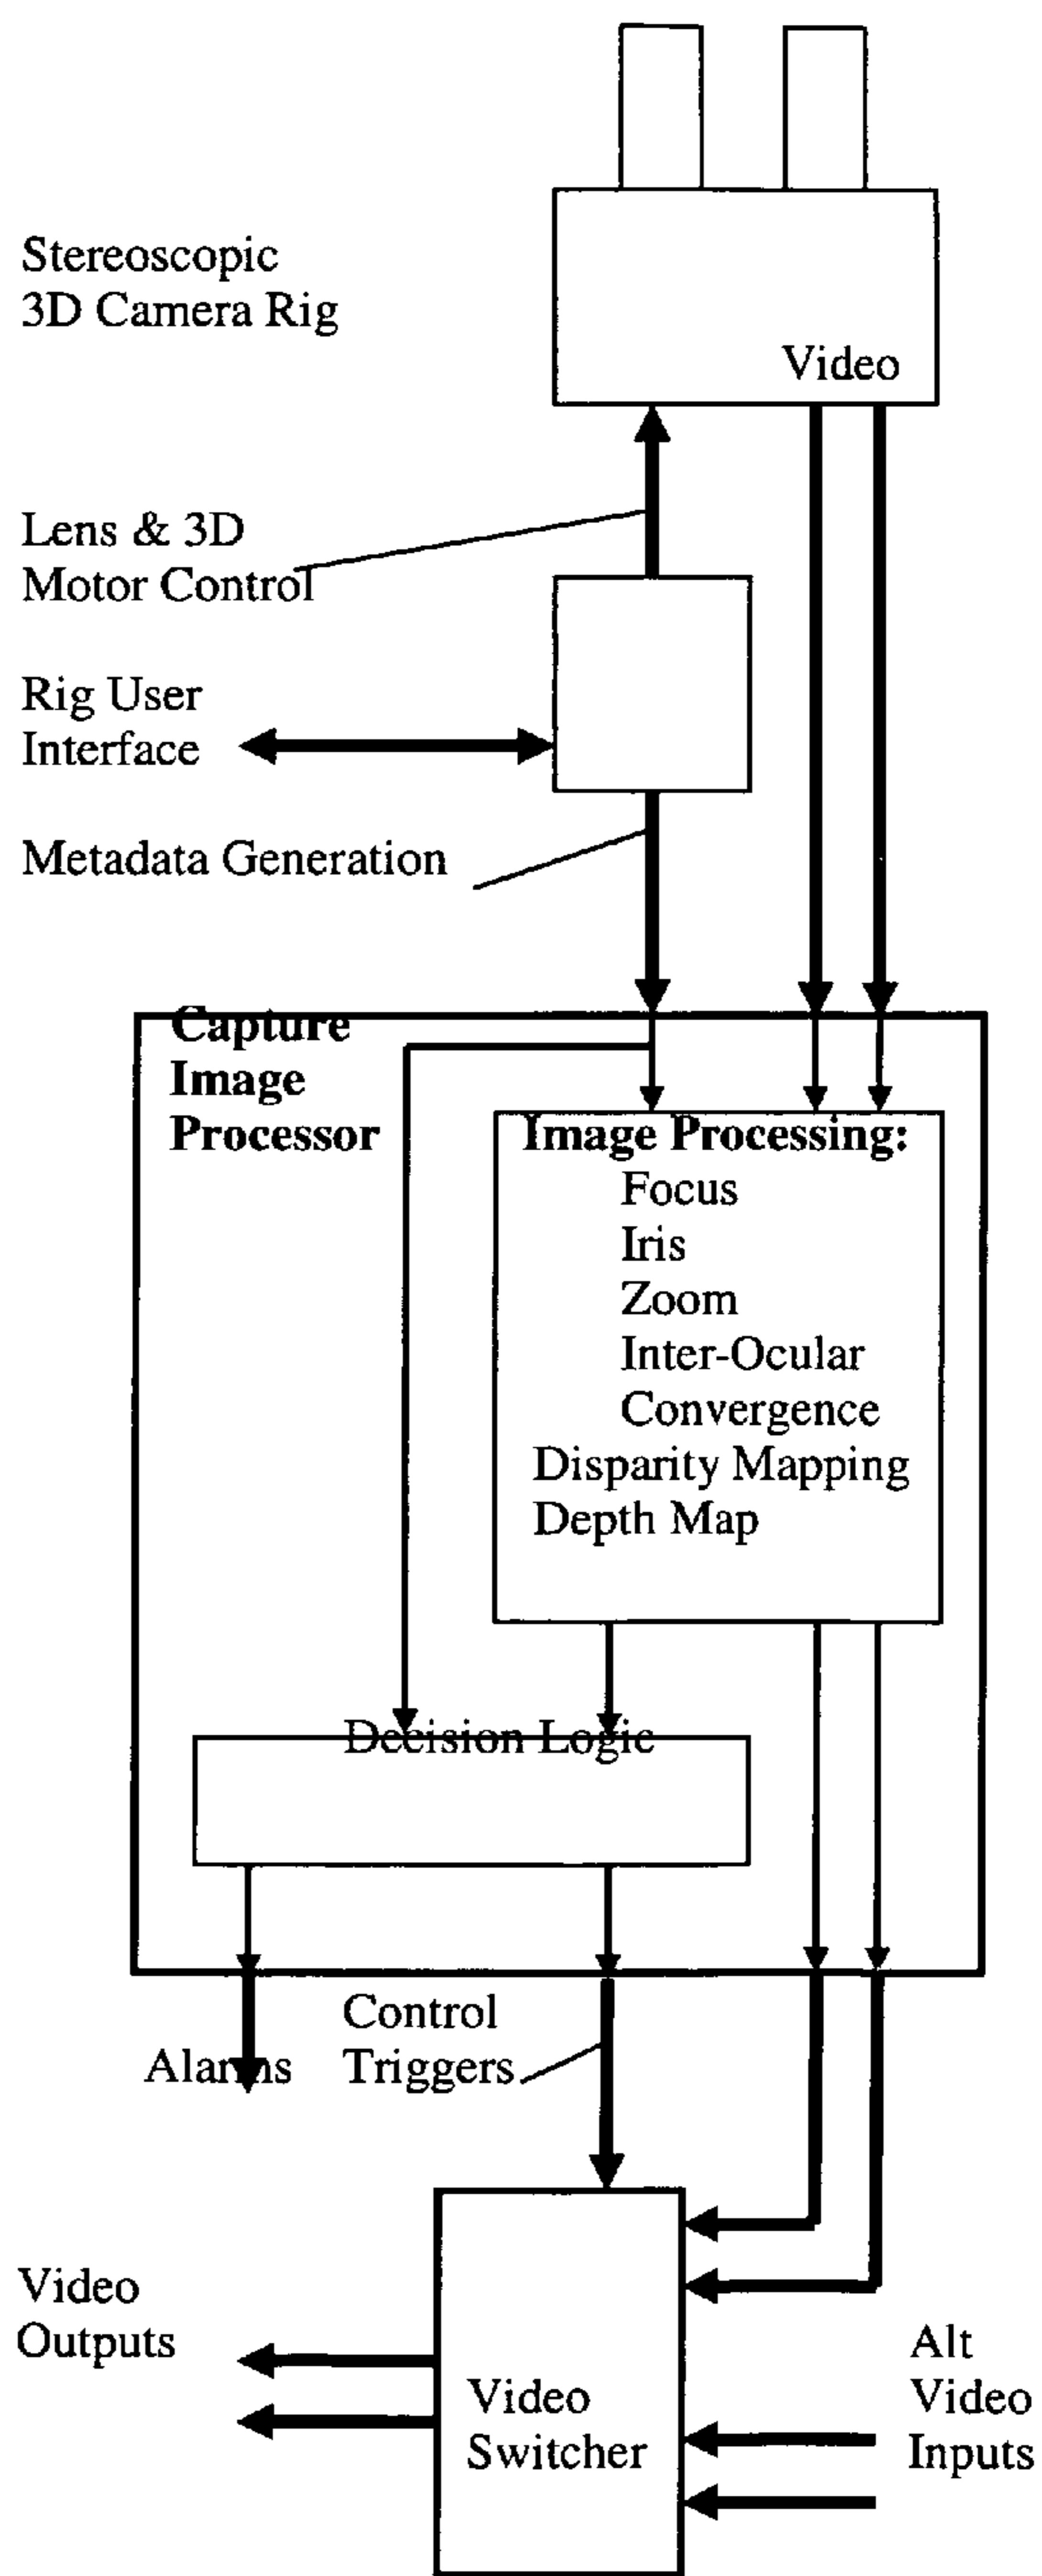 Stereoscopic
3D Camera Rig
Video
Lens & 3D
Motor Control
Rig User
Interface
Metadata Generation
Capture
Image
Processor
Image Processing:
Focus
Iris
Zoom
Inter-Ocular
Convergence
Disparity Mapping
Depth Map
Decision Logic
Control
Triggers
Alarms
Video
Outputs
Video
Switcher
Alt
Video
Inputs